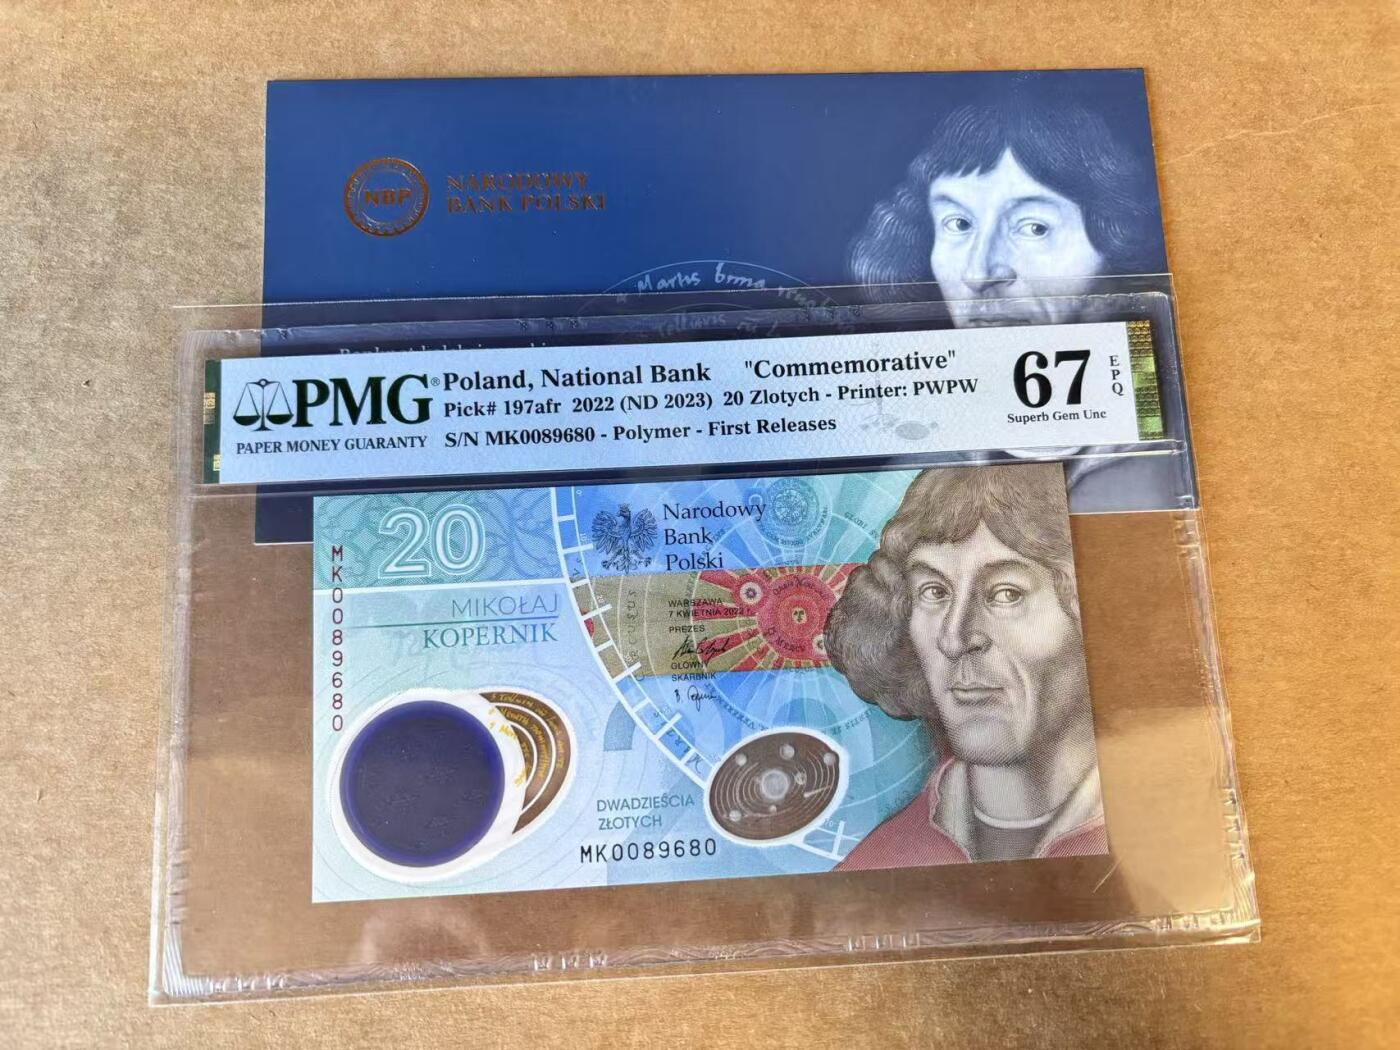 NBP
NARODOWY
BANK POLSKI
PMG®
PAPER MONEY GUARANTY
Poland, National Bank "Commemorative"
Pick# 197afr 2022 (ND 2023) 20 Zlotych - Printer: PWPW
S/N MK0089680 - Polymer - First Releases
67
EPQ
Superb Gem Unc
20
MK0089680
MIKOŁAJ
KOPERNIK
Narodowy
Bank
Polski
WARSZAWA
7 KWIETNIA 2022 r.
PREZES
GŁÓWNY
SKARBNIK
DWADZIEŚCIA
ZŁOTYCH
MK0089680